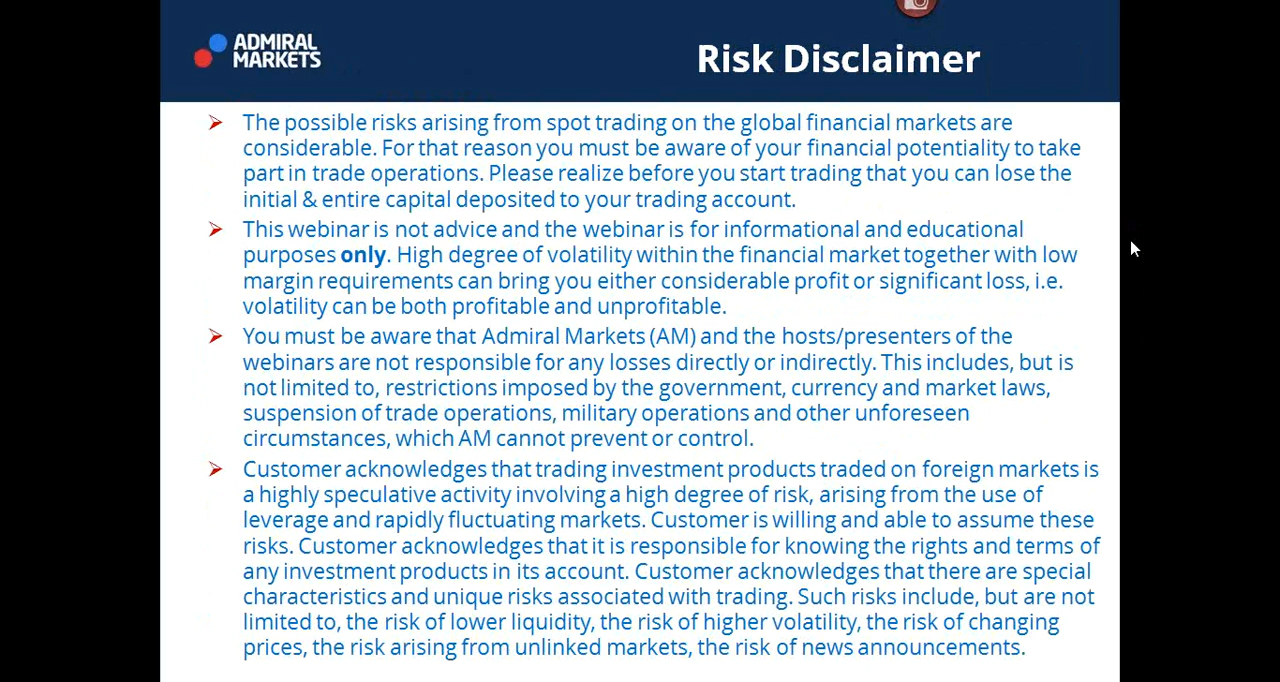 ADMIRAL
MARKETS
Risk Disclaimer
The possible risks arising from spot trading on the global financial markets are
considerable. For that reason you must be aware of your financial potentiality to take
part in trade operations. Please realize before you start trading that you can lose the
initial & entire capital deposited to your trading account.
This webinar is not advice and the webinar is for informational and educational
purposes only. High degree of volatility within the financial market together with low
margin requirements can bring you either considerable profit or significant loss, i.e.
volatility can be both profitable and unprofitable.
You must be aware that Admiral Markets (AM) and the hosts/presenters of the
webinars are not responsible for any losses directly or indirectly. This includes, but is
not limited to, restrictions imposed by the government, currency and market laws,
suspension of trade operations, military operations and other unforeseen
circumstances, which AM cannot prevent or control.
Customer acknowledges that trading investment products traded on foreign markets is
a highly speculative activity involving a high degree of risk, arising from the use of
leverage and rapidly fluctuating markets. Customer is willing and able to assume these
risks. Customer acknowledges that it is responsible for knowing the rights and terms of
any investment products in its account. Customer acknowledges that there are special
characteristics and unique risks associated with trading. Such risks include, but are not
limited to, the risk of lower liquidity, the risk of higher volatility, the risk of changing
prices, the risk arising from unlinked markets, the risk of news announcements.